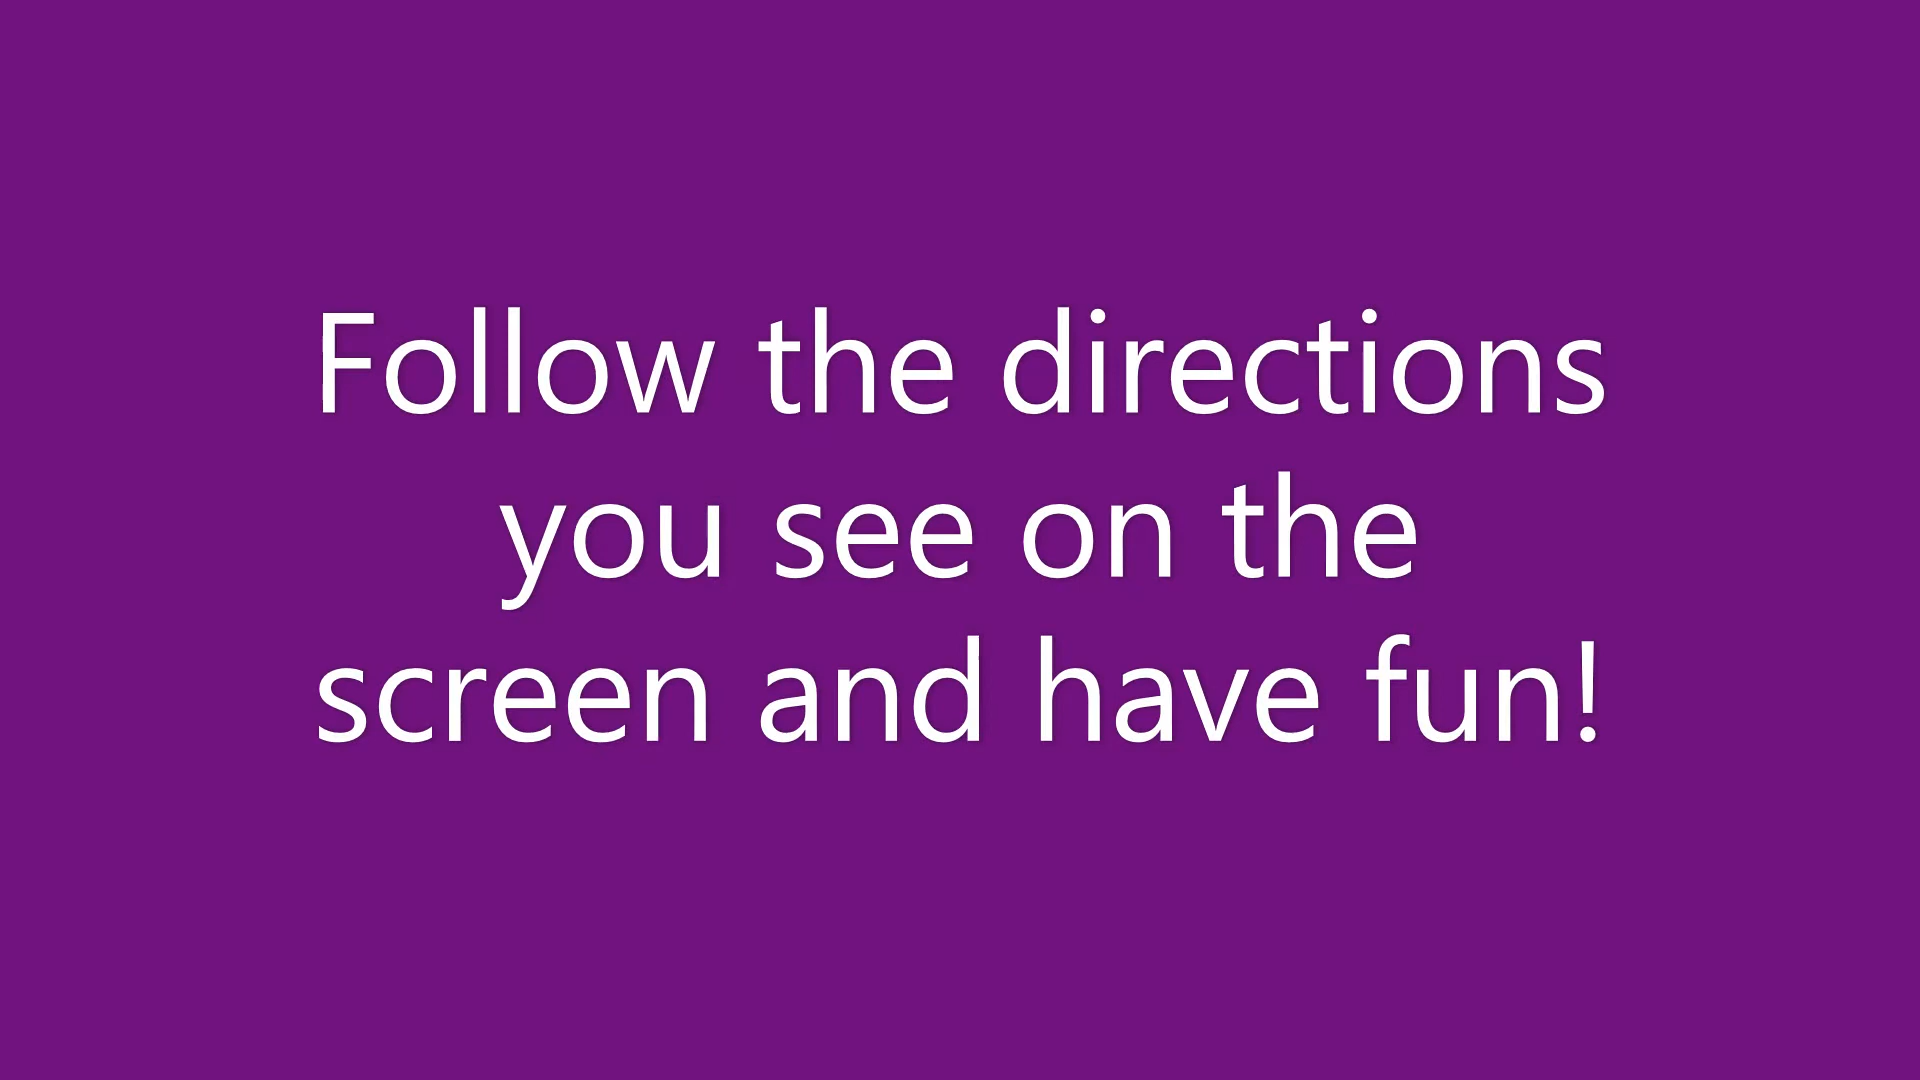 Follow the directions
you see on the
screen and have fun!